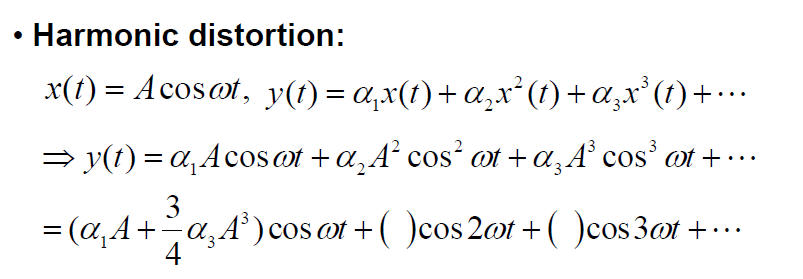 • Harmonic distortion:
x(t) = A cos ωt, y(t) = α₁x(t) + α₂x²(t) + α₃x³(t) + ⋯
⇒ y(t) = α₁A cos ωt + α₂A² cos² ωt + α₃A³ cos³ ωt + ⋯
= (α₁A + 3/4 α₃A³) cos ωt + ( ) cos 2ωt + ( ) cos 3ωt + ⋯